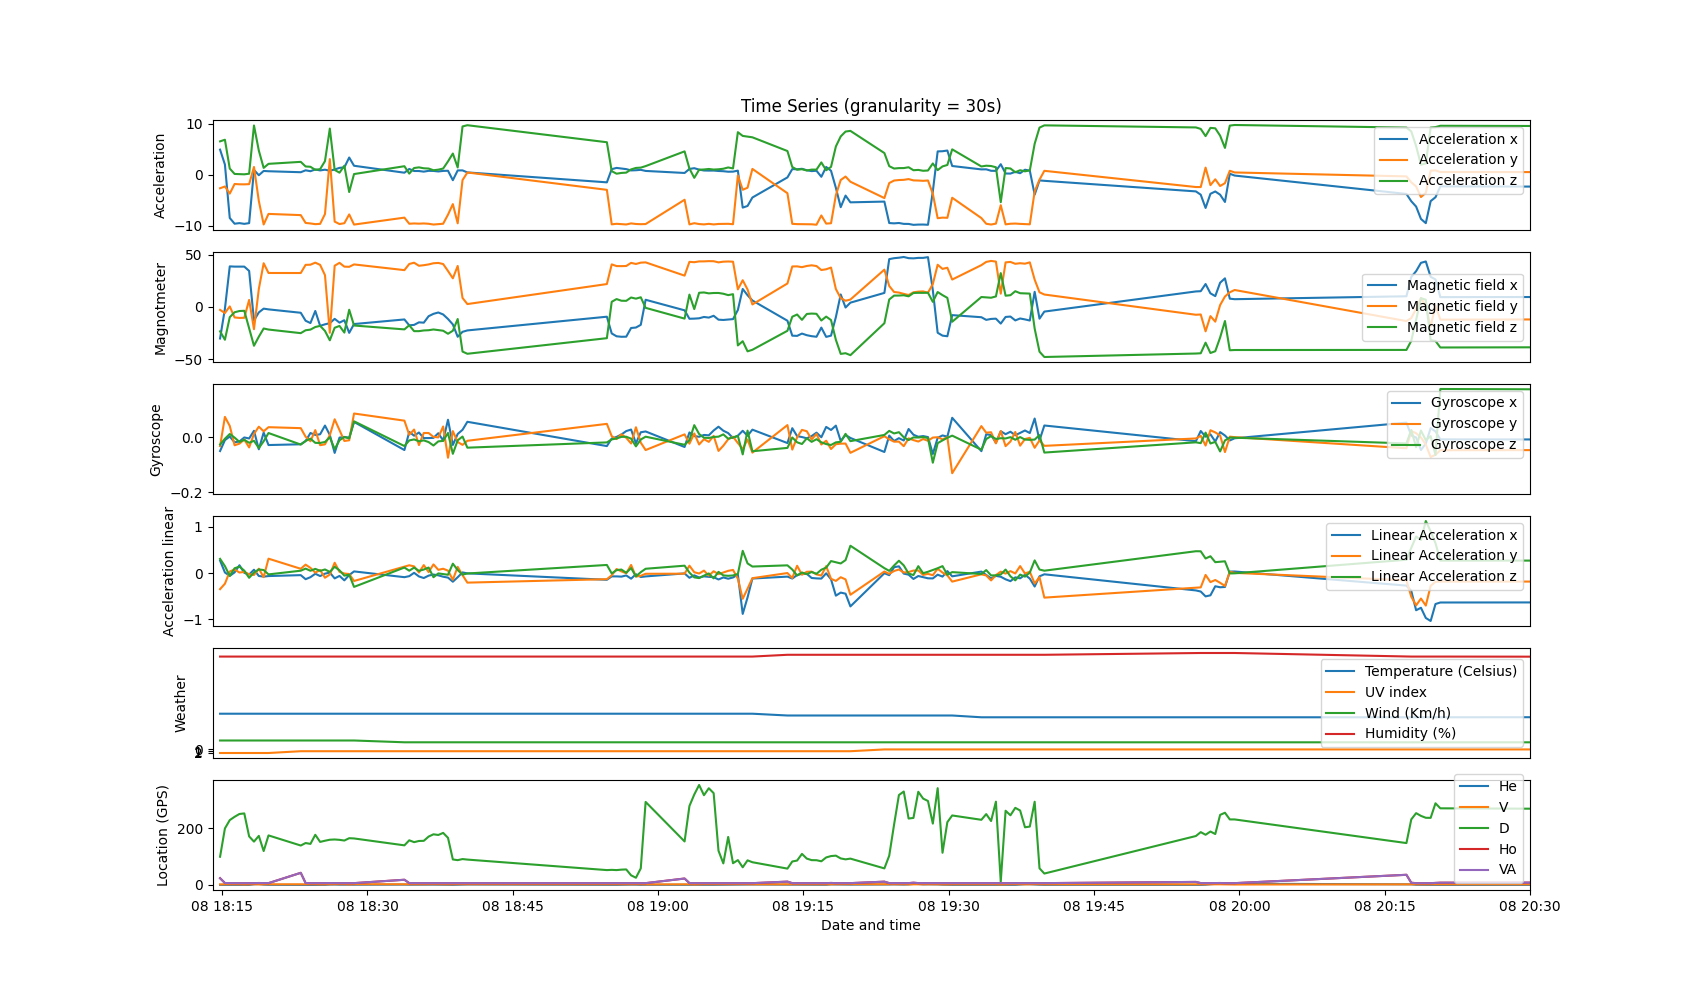 Time Series (granularity = 30s)
Acceleration
10
0
−10
Acceleration x
Acceleration y
Acceleration z
Magnotmeter
50
0
−50
Magnetic field x
Magnetic field y
Magnetic field z
Gyroscope
0.0
−0.2
Gyroscope x
Gyroscope y
Gyroscope z
Acceleration linear
1
0
−1
Linear Acceleration x
Linear Acceleration y
Linear Acceleration z
Weather
Temperature (Celsius)
UV index
Wind (Km/h)
Humidity (%)
Location (GPS)
200
0
He
V
D
Ho
VA
08 18:15 08 18:30 08 18:45 08 19:00 08 19:15 08 19:30 08 19:45 08 20:00 08 20:15 08 20:30
Date and time